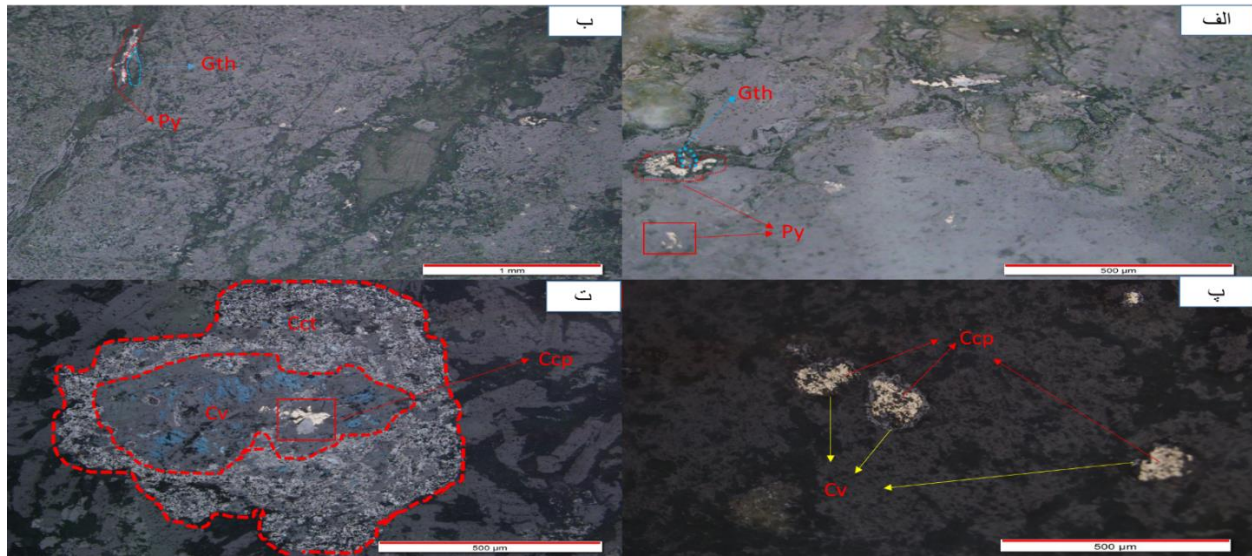 الف
Gth
Py
500 µm
ب
Gth
Py
1 mm
پ
Ccp
Cv
500 µm
ت
Cct
Ccp
Cv
500 µm